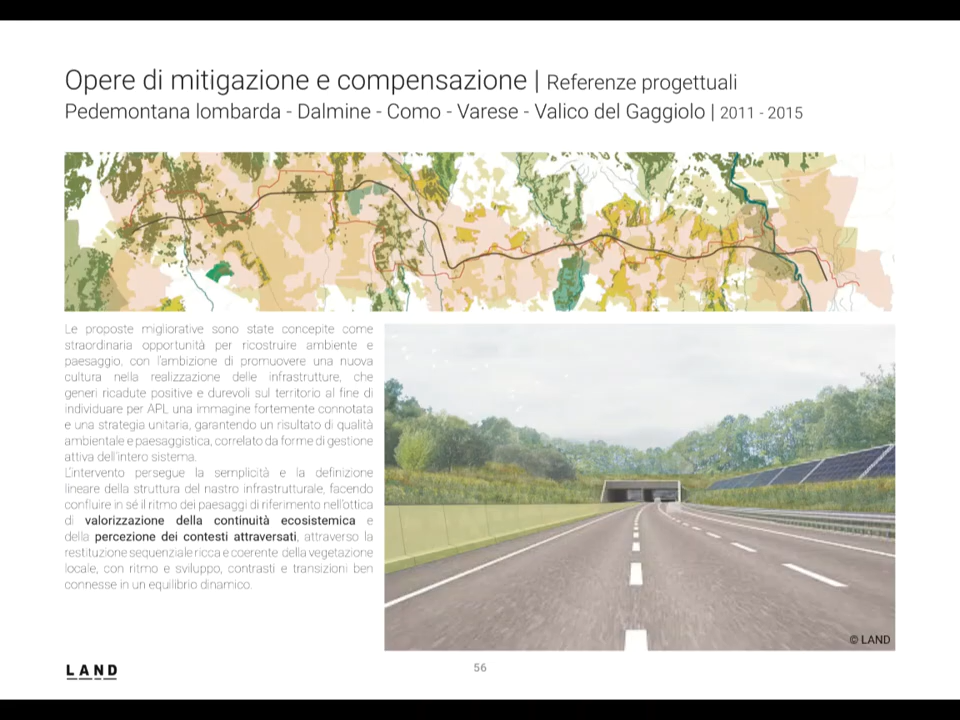 Opere di mitigazione e compensazione | Referenze progettuali
Pedemontana lombarda - Dalmine - Como - Varese - Valico del Gaggiolo | 2011 - 2015
Le proposte migliorative sono state concepite come
straordinaria opportunità per ricostruire ambiente e
paesaggio, con l'ambizione di promuovere una nuova
cultura nella realizzazione delle infrastrutture, che
generi ricadute positive e durevoli sul territorio al fine di
individuare per APL una immagine fortemente connotata
e una strategia unitaria, garantendo un risultato di qualità
ambientale e paesaggistica, correlato da forme di gestione
attiva dell'intero sistema.
L'intervento persegue la semplicità e la definizione
lineare della struttura del nastro infrastrutturale, facendo
confluire in sé il ritmo dei paesaggi di riferimento nell'ottica
di valorizzazione della continuità ecosistemica e
della percezione dei contesti attraversati, attraverso la
restituzione sequenziale ricca e coerente della vegetazione
locale, con ritmo e sviluppo, contrasti e transizioni ben
connesse in un equilibrio dinamico.
© LAND
LAND
56